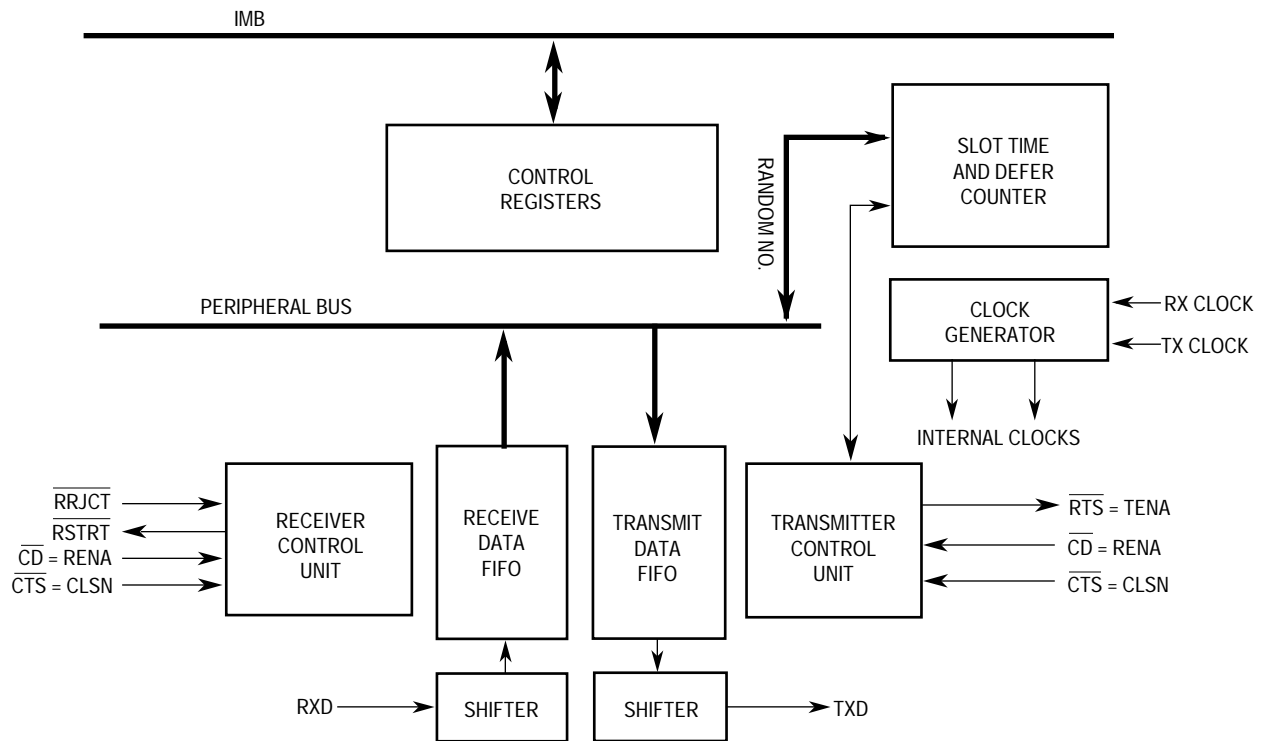 IMB
CONTROL
REGISTERS
RANDOM NO.
SLOT TIME
AND DEFER
COUNTER
PERIPHERAL BUS
CLOCK
GENERATOR
RX CLOCK
TX CLOCK
INTERNAL CLOCKS
RRJCT
RSTRT
CD = RENA
CTS = CLSN
RECEIVER
CONTROL
UNIT
RECEIVE
DATA
FIFO
TRANSMIT
DATA
FIFO
TRANSMITTER
CONTROL
UNIT
RTS = TENA
CD = RENA
CTS = CLSN
RXD
SHIFTER
SHIFTER
TXD